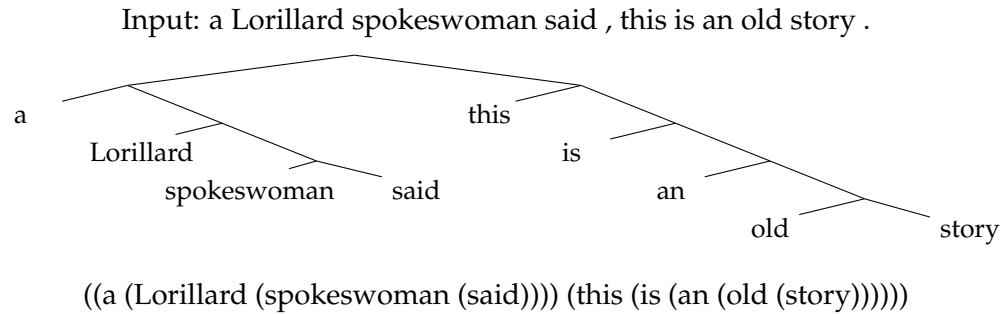 Input: a Lorillard spokeswoman said , this is an old story .
a this
Lorillard is
spokeswoman said an
old story
((a (Lorillard (spokeswoman (said)))) (this (is (an (old (story))))))